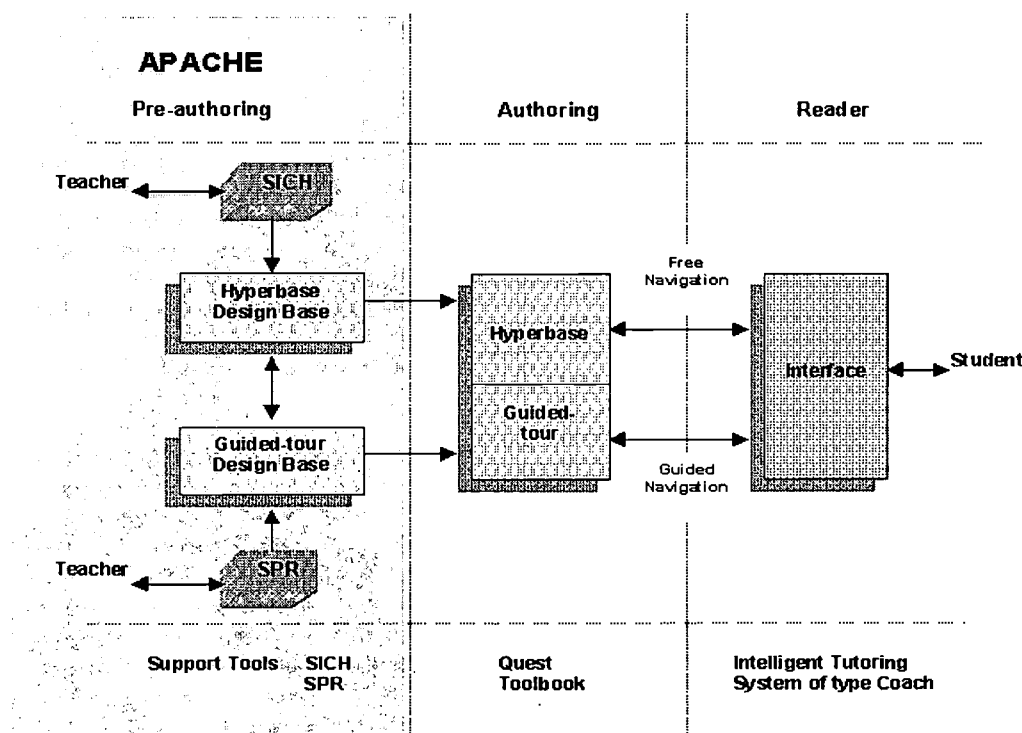 APACHE
Pre-authoring
Authoring
Reader
Teacher
SICH
Hyperbase
Design Base
Free
Navigation
Hyperbase
Interface
Student
Guided-
tour
Guided-tour
Design Base
Guided
Navigation
Teacher
SPR
Support Tools SICH
SPR
Quest
Toolbook
Intelligent Tutoring
System of type Coach